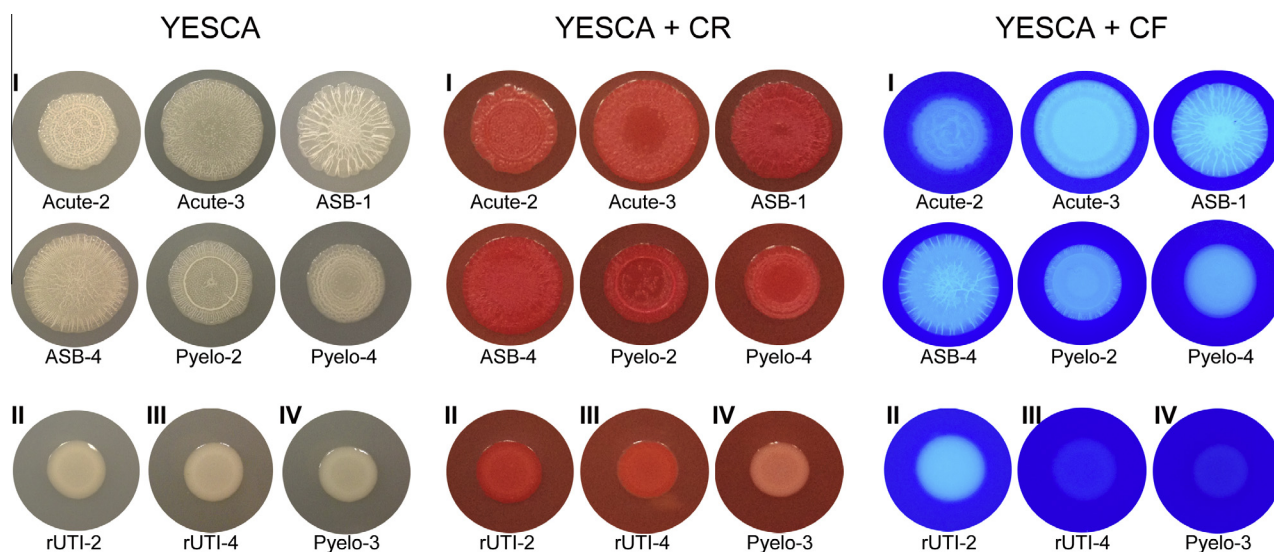 YESCA YESCA + CR YESCA + CF
I I I
Acute-2 Acute-3 ASB-1 Acute-2 Acute-3 ASB-1 Acute-2 Acute-3 ASB-1
ASB-4 Pyelo-2 Pyelo-4 ASB-4 Pyelo-2 Pyelo-4 ASB-4 Pyelo-2 Pyelo-4
II III IV II III IV II III IV
rUTI-2 rUTI-4 Pyelo-3 rUTI-2 rUTI-4 Pyelo-3 rUTI-2 rUTI-4 Pyelo-3